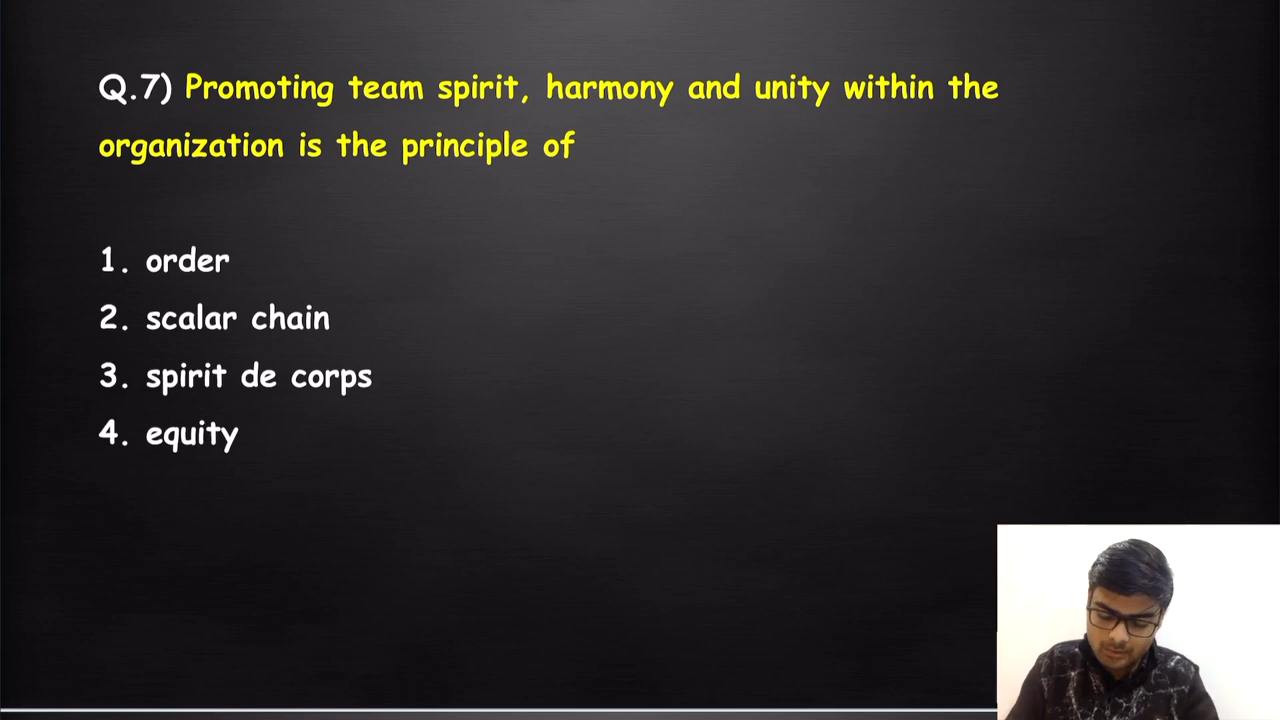 Q.7) Promoting team spirit, harmony and unity within the
organization is the principle of
1. order
2. scalar chain
3. spirit de corps
4. equity